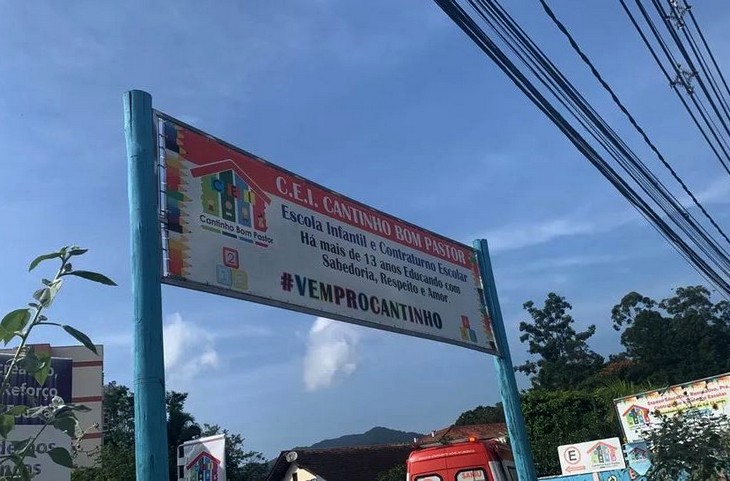 C.E.I. CANTINHO BOM PASTOR
Escola Infantil e Contraturno Escolar
Há mais de 13 anos Educando com
Sabedoria, Respeito e Amor
#VEMPROCANTINHO
C.E.I
Cantinho Bom Pastor
Reforço
E
SAMU